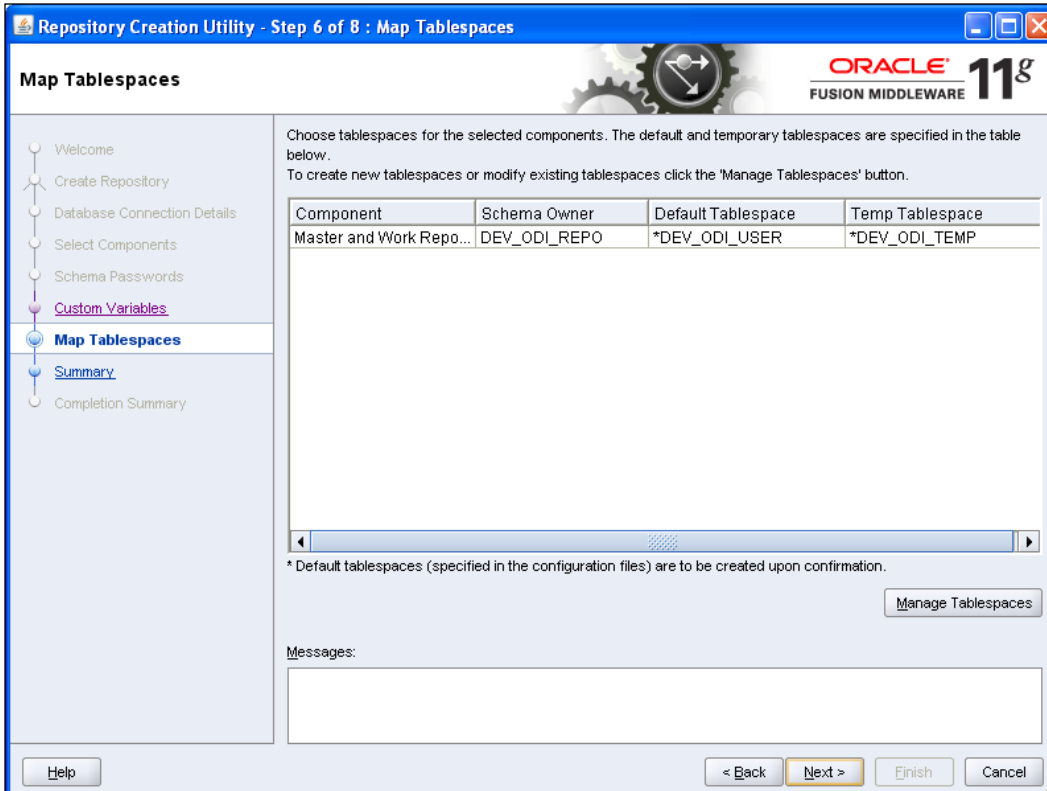 Repository Creation Utility - Step 6 of 8 : Map Tablespaces
Map Tablespaces
ORACLE
FUSION MIDDLEWARE
11g
Welcome
Create Repository
Database Connection Details
Select Components
Schema Passwords
Custom Variables
Map Tablespaces
Summary
Completion Summary
Choose tablespaces for the selected components. The default and temporary tablespaces are specified in the table
below.
To create new tablespaces or modify existing tablespaces click the 'Manage Tablespaces' button.
Component Schema Owner Default Tablespace Temp Tablespace
Master and Work Repo... DEV_ODI_REPO *DEV_ODI_USER *DEV_ODI_TEMP
* Default tablespaces (specified in the configuration files) are to be created upon confirmation.
Manage Tablespaces
Messages:
Help < Back Next > Finish Cancel